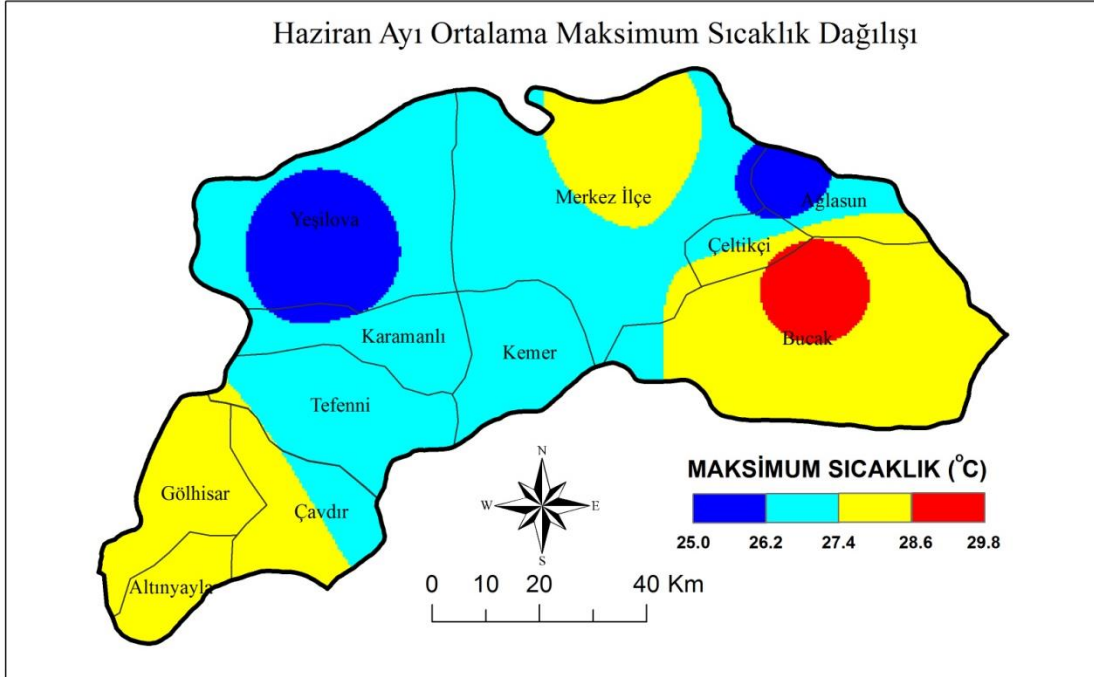 Haziran Ayı Ortalama Maksimum Sıcaklık Dağılışı
Merkez İlçe
Ağlasun
Yeşilova
Çeltikçi
Karamanlı
Kemer
Bucak
Tefenni
Gölhisar
Çavdır
Altınyayla
N
W
E
S
MAKSİMUM SICAKLIK (°C)
25.0 26.2 27.4 28.6 29.8
0 10 20 40 Km